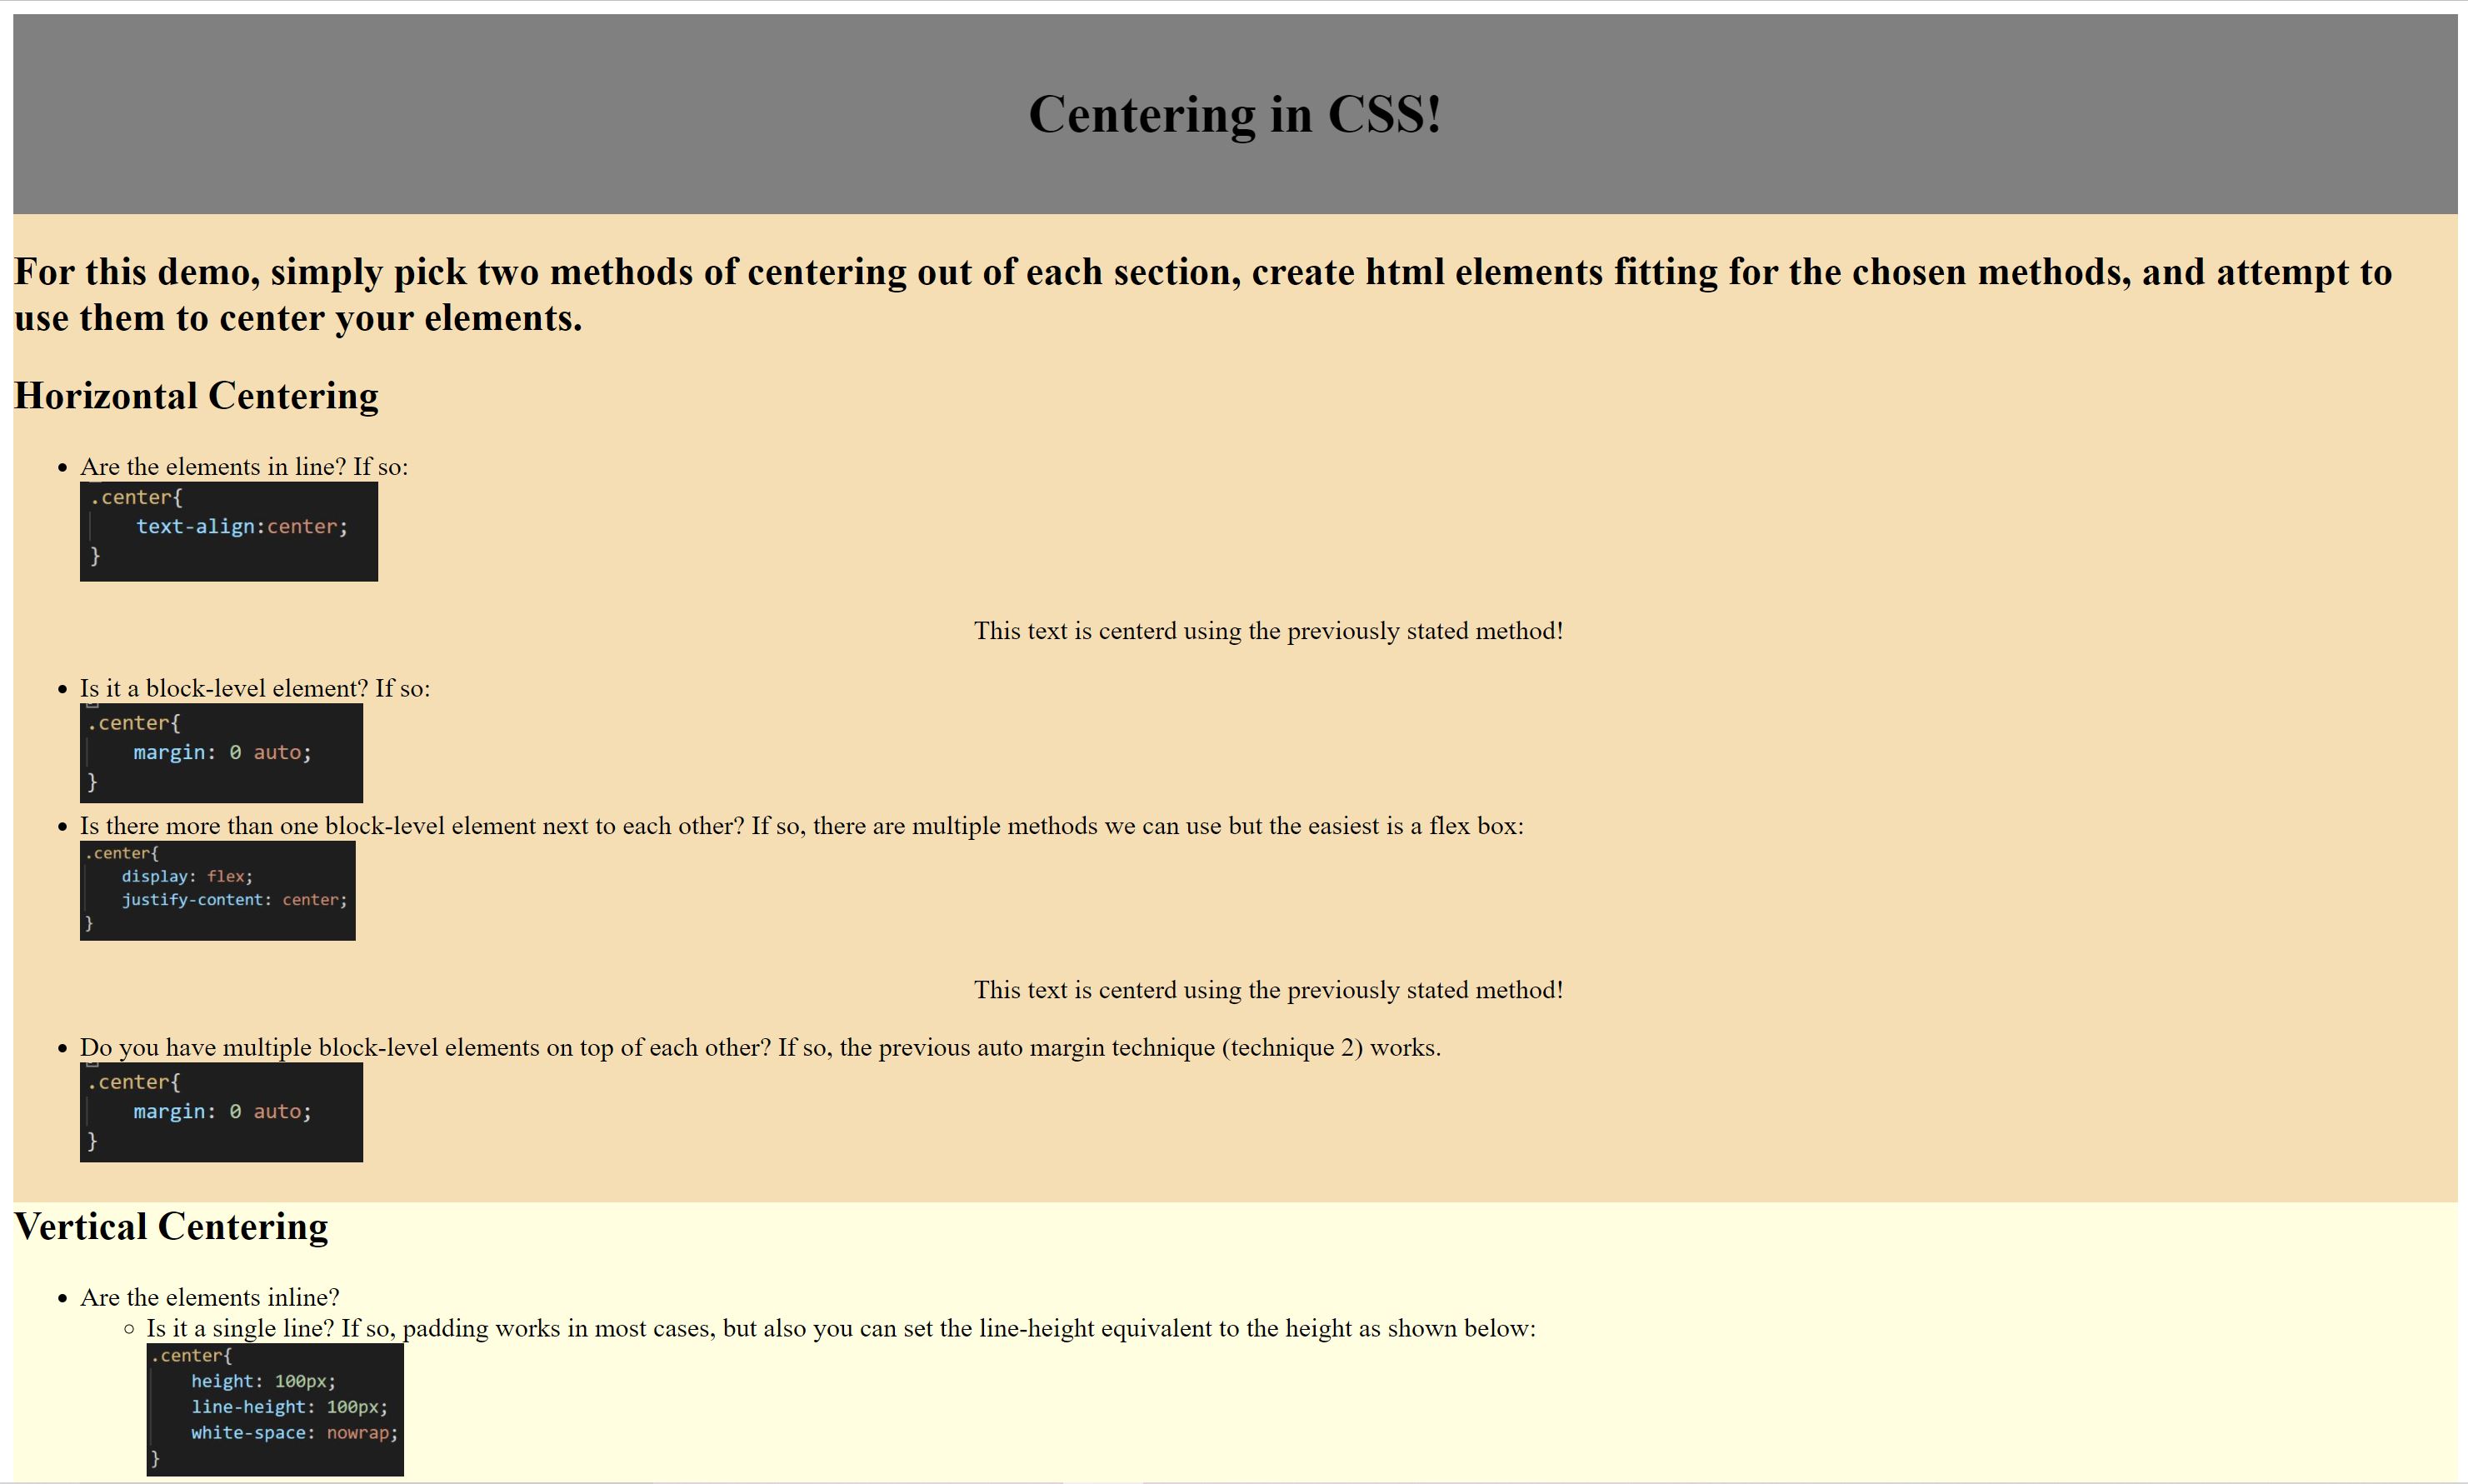 Centering in CSS!
For this demo, simply pick two methods of centering out of each section, create html elements fitting for the chosen methods, and attempt to
use them to center your elements.
Horizontal Centering
Are the elements in line? If so:
.center{
text-align:center;
}
This text is centerd using the previously stated method!
Is it a block-level element? If so:
.center{
margin: 0 auto;
}
Is there more than one block-level element next to each other? If so, there are multiple methods we can use but the easiest is a flex box:
.center{
display: flex;
justify-content: center;
}
This text is centerd using the previously stated method!
Do you have multiple block-level elements on top of each other? If so, the previous auto margin technique (technique 2) works.
.center{
margin: 0 auto;
}
Vertical Centering
Are the elements inline?
Is it a single line? If so, padding works in most cases, but also you can set the line-height equivalent to the height as shown below:
.center{
height: 100px;
line-height: 100px;
white-space: nowrap;
}